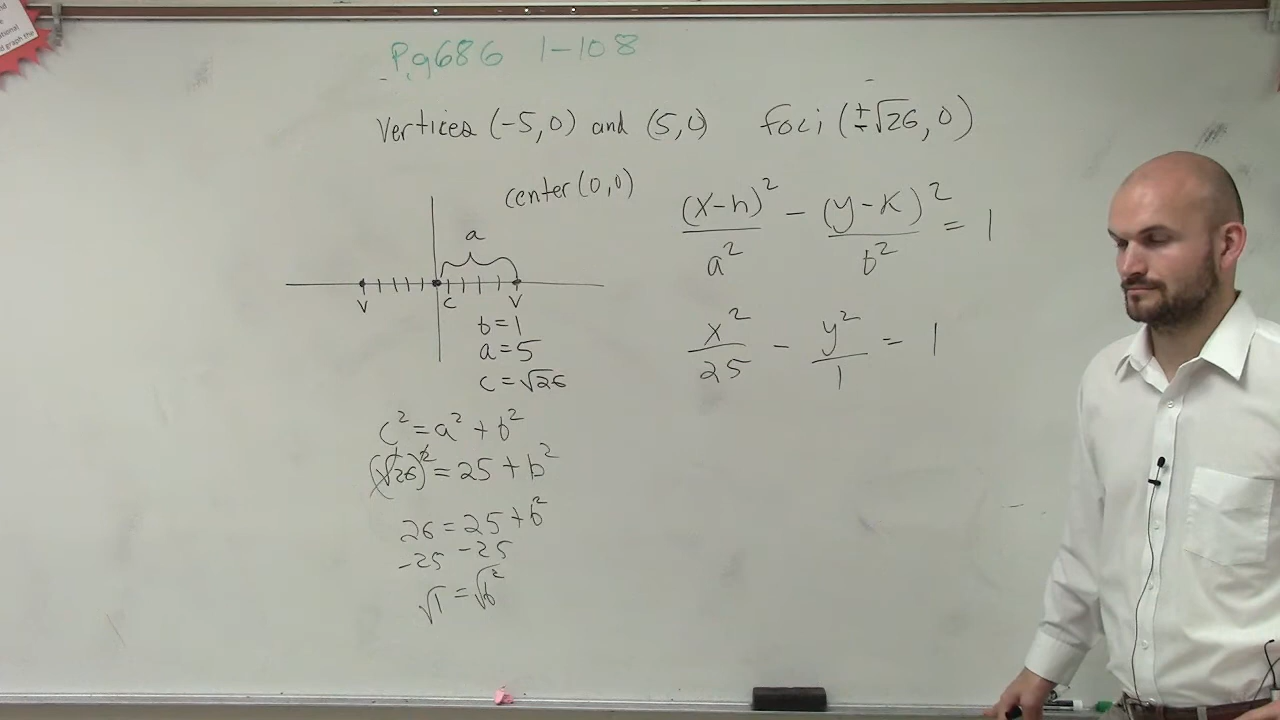 Pg686 1-108
Vertices (-5,0) and (5,0) foci (±√26, 0)
center (0,0)
(x-h)² / a² - (y-k)² / b² = 1
a
v c v
b=1
a=5
c=√26
x² / 25 - y² / 1 = 1
c² = a² + b²
(√26)² = 25 + b²
26 = 25 + b²
-25 -25
√1 = √b²
graph the